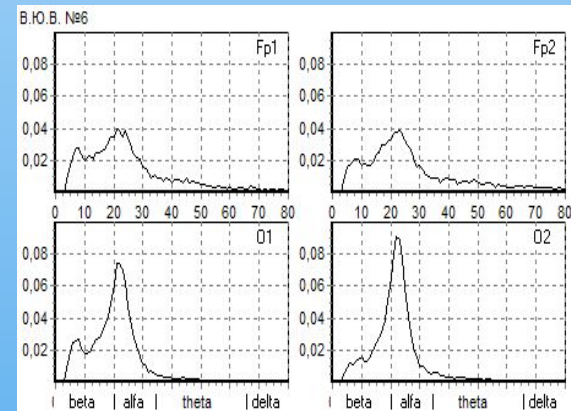 В.Ю.В. №6
Fp1 Fp2
0,08 0,08
0,06 0,06
0,04 0,04
0,02 0,02
0 10 20 30 40 50 60 70 80 0 10 20 30 40 50 60 70 80
O1 O2
0,08 0,08
0,06 0,06
0,04 0,04
0,02 0,02
beta | alfa | theta | delta beta | alfa | theta | delta